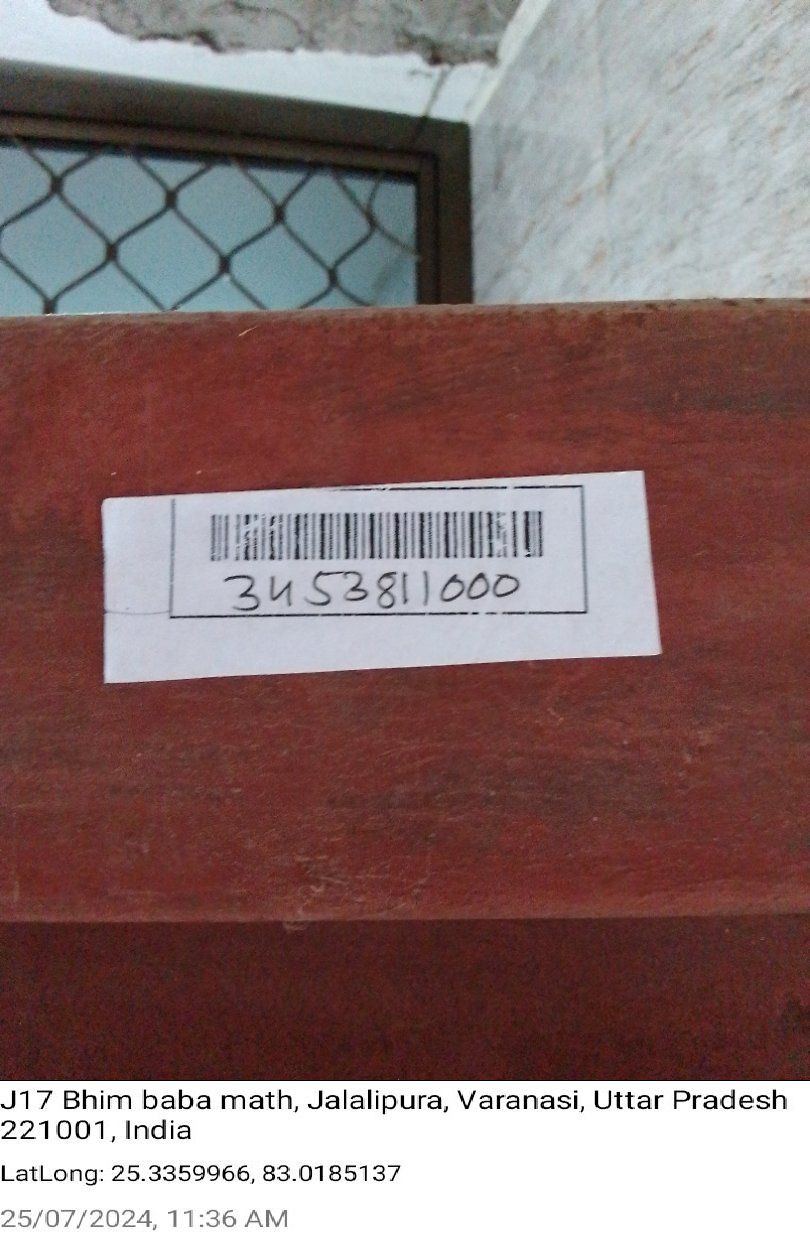 3453811000
J17 Bhim baba math, Jalalipura, Varanasi, Uttar Pradesh
221001, India
LatLong: 25.3359966, 83.0185137
25/07/2024, 11:36 AM